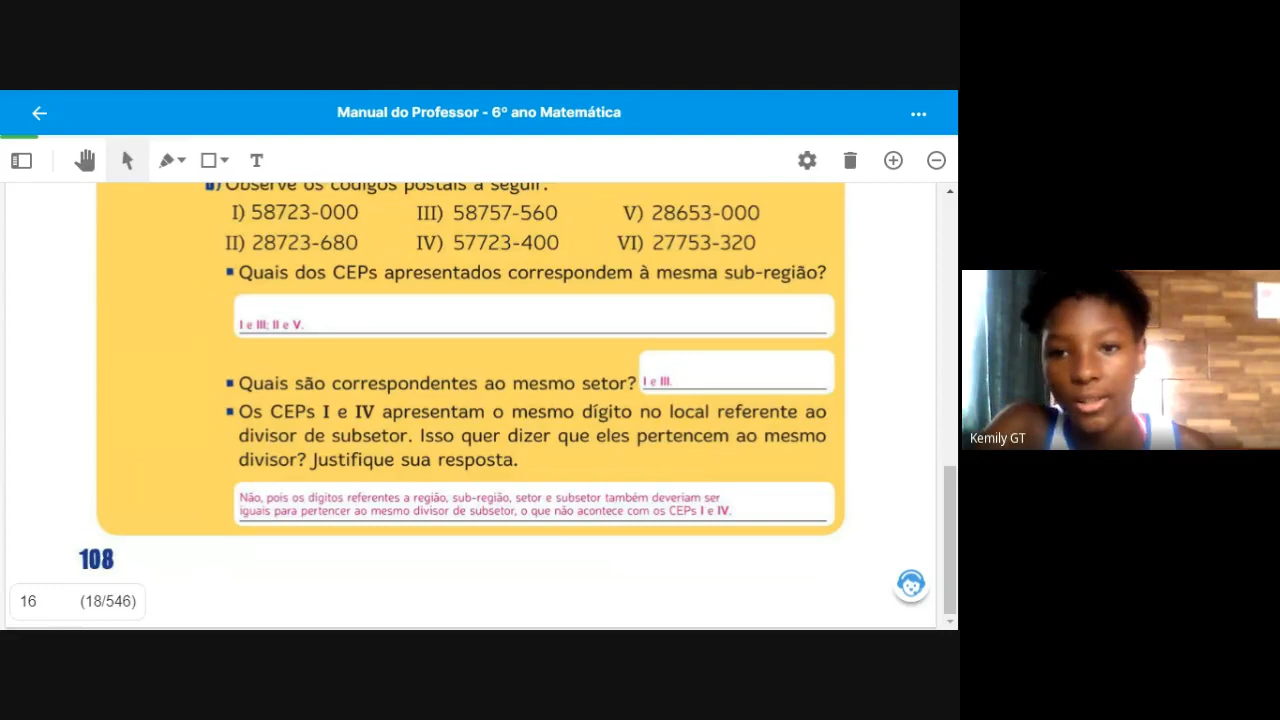 Manual do Professor - 6º ano Matemática
T
b) Observe os códigos postais a seguir.
I) 58723-000 III) 58757-560 V) 28653-000
II) 28723-680 IV) 57723-400 VI) 27753-320
Quais dos CEPs apresentados correspondem à mesma sub-região?
I e III; II e V.
Quais são correspondentes ao mesmo setor? I e III.
Os CEPs I e IV apresentam o mesmo dígito no local referente ao
divisor de subsetor. Isso quer dizer que eles pertencem ao mesmo
divisor? Justifique sua resposta.
Não, pois os dígitos referentes a região, sub-região, setor e subsetor também deveriam ser
iguais para pertencer ao mesmo divisor de subsetor, o que não acontece com os CEPs I e IV.
108
16 (18/546)
Kemily GT